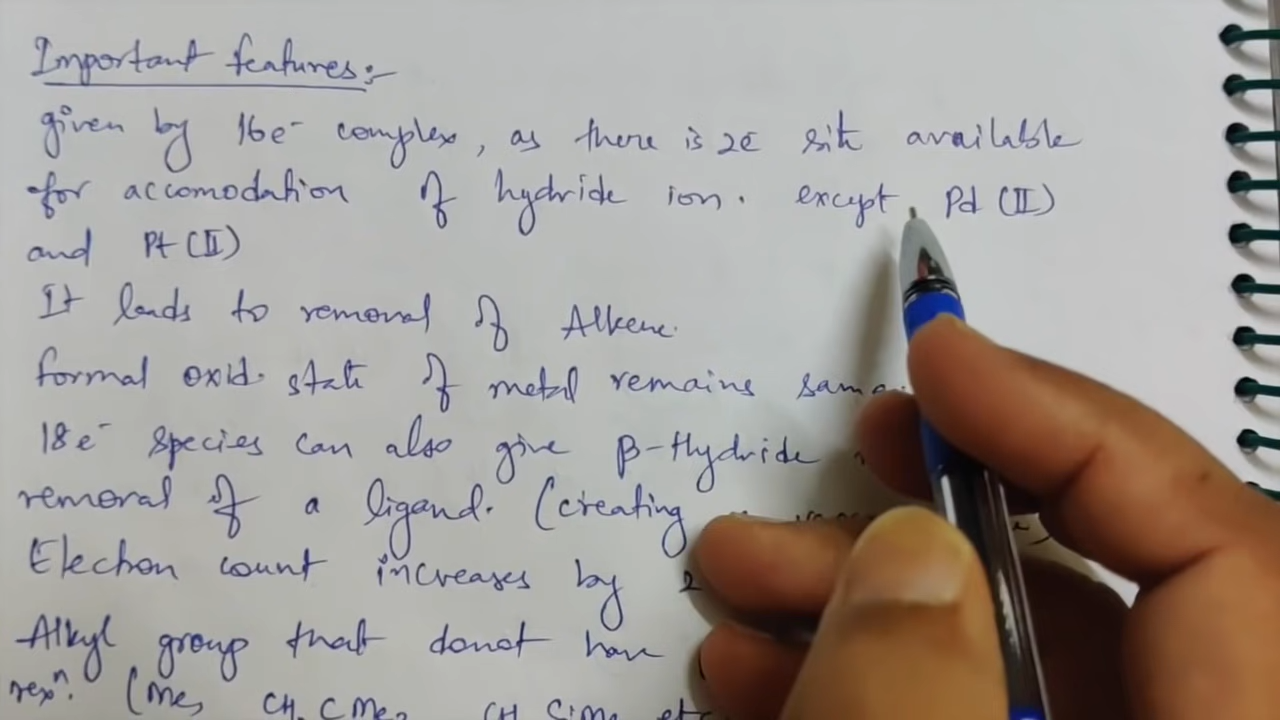 Important features:-
given by 16e⁻ complex, as there is 2e⁻ site available
for accomodation of hydride ion. except Pd (II)
and Pt (II)
It leads to removal of Alkene.
formal oxid. state of metal remains same
18e⁻ species can also give β-Hydride
removal of a ligand. (creating
Electron count increases by 2
Alkyl group that donot have
rexⁿ. (Me, CH₂CMe₃